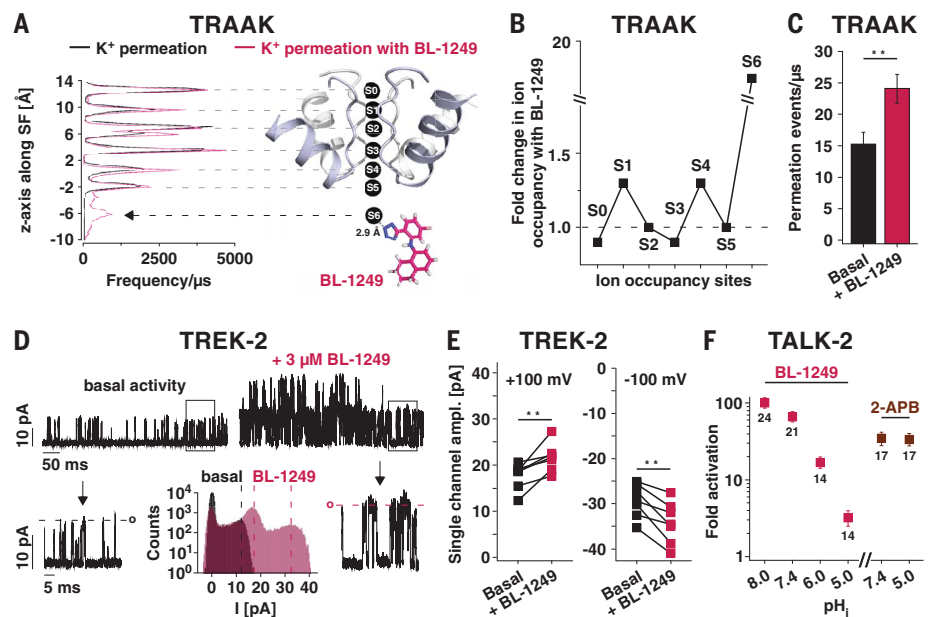 A TRAAK
K+ permeation K+ permeation with BL-1249
z-axis along SF [Å]
14
10
6
2
-2
-6
-10
0 2500 5000
Frequency/µs
S0
S1
S2
S3
S4
S5
S6
2.9 Å
BL-1249
B TRAAK
Fold change in ion
occupancy with BL-1249
20
1.5
1.0
S0 S1 S2 S3 S4 S5 S6
Ion occupancy sites
C TRAAK
Permeation events/µs
30
25
20
15
10
5
0
**
Basal
+ BL-1249
D TREK-2
+ 3 µM BL-1249
basal activity
10 pA
50 ms
10 pA
5 ms
o
basal BL-1249
Counts
10⁴
10³
10²
10¹
10⁰
0 10 20 30 40
I [pA]
o
E TREK-2
Single channel ampl. [pA]
40
30
20
10
0
+100 mV
**
Basal
+ BL-1249
0
-10
-20
-30
-40
-100 mV
**
Basal
+ BL-1249
F TALK-2
BL-1249
2-APB
Fold activation
100
10
1
24
21
14
14
17
17
8.0 7.4 6.0 5.0 7.4 5.0
pHi